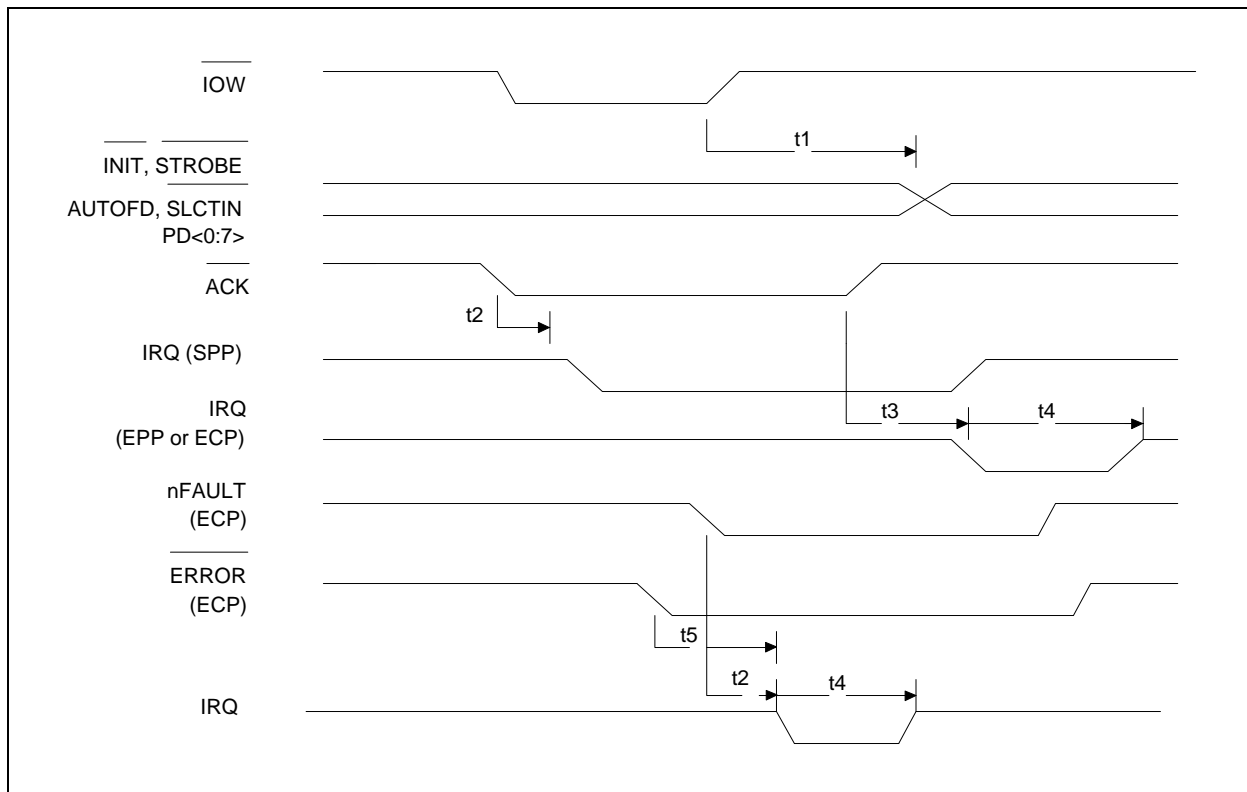 IOW
t1
INIT, STROBE
AUTOFD, SLCTIN
PD<0:7>
ACK
t2
IRQ (SPP)
IRQ
(EPP or ECP)
t3
t4
nFAULT
(ECP)
ERROR
(ECP)
t5
t2
t4
IRQ